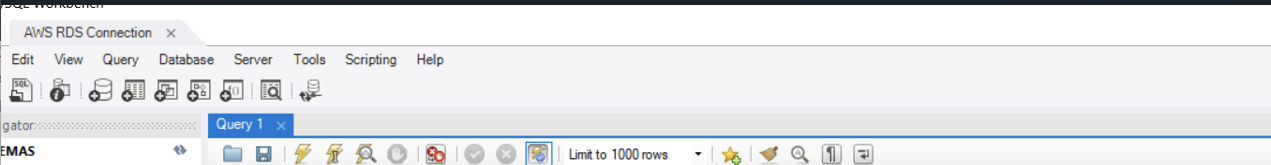 AWS RDS Connection
Edit View Query Database Server Tools Scripting Help
SQL
gator
Query 1
EMAS
Limit to 1000 rows